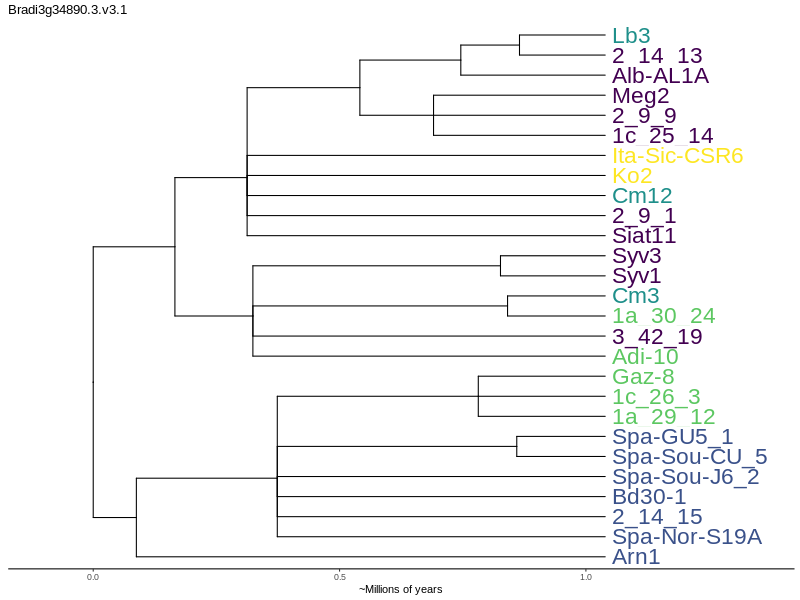 Bradi3g34890.3.v3.1
Lb3
2_14_13
Alb-AL1A
Meg2
2_9_9
1c_25_14
Ita-Sic-CSR6
Ko2
Cm12
2_9_1
Siat11
Syv3
Syv1
Cm3
1a_30_24
3_42_19
Adi-10
Gaz-8
1c_26_3
1a_29_12
Spa-GU5_1
Spa-Sou-CU_5
Spa-Sou-J6_2
Bd30-1
2_14_15
Spa-Nor-S19A
Arn1
0.0 0.5 1.0
~Millions of years